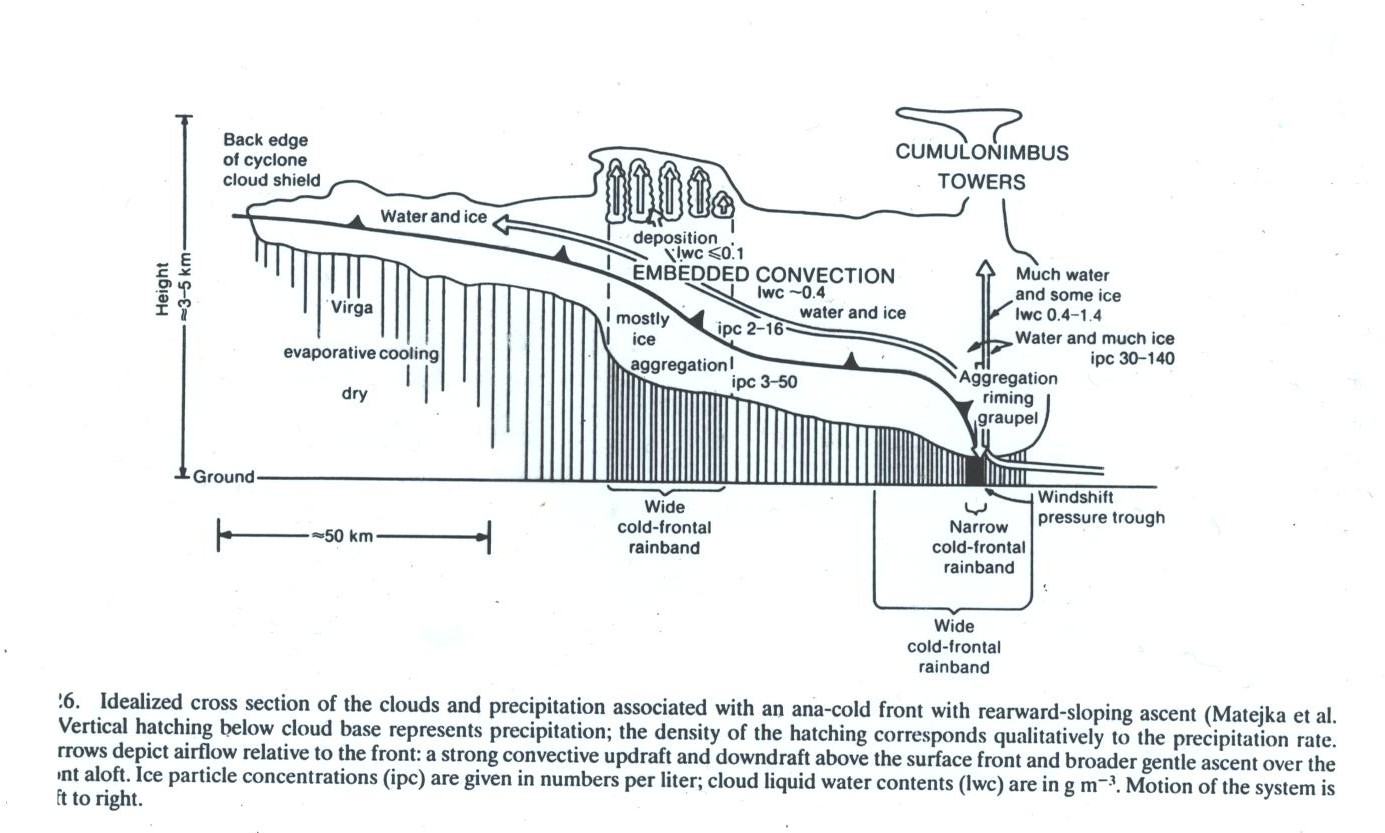 Back edge
of cyclone
cloud shield
Height
≈3–5 km
CUMULONIMBUS
TOWERS
Water and ice
deposition
lwc ≤0.1
EMBEDDED CONVECTION
lwc ~0.4
water and ice
Much water
and some ice
lwc 0.4–1.4
Water and much ice
ipc 30–140
Virga
mostly
ice
ipc 2–16
evaporative cooling
aggregation
ipc 3–50
dry
Aggregation
riming
graupel
Ground
≈50 km
Wide
cold-frontal
rainband
Windshift
pressure trough
Narrow
cold-frontal
rainband
Wide
cold-frontal
rainband
26. Idealized cross section of the clouds and precipitation associated with an ana-cold front with rearward-sloping ascent (Matejka et al.
Vertical hatching below cloud base represents precipitation; the density of the hatching corresponds qualitatively to the precipitation rate.
rrows depict airflow relative to the front: a strong convective updraft and downdraft above the surface front and broader gentle ascent over the
nt aloft. Ice particle concentrations (ipc) are given in numbers per liter; cloud liquid water contents (lwc) are in g m⁻³. Motion of the system is
ft to right.